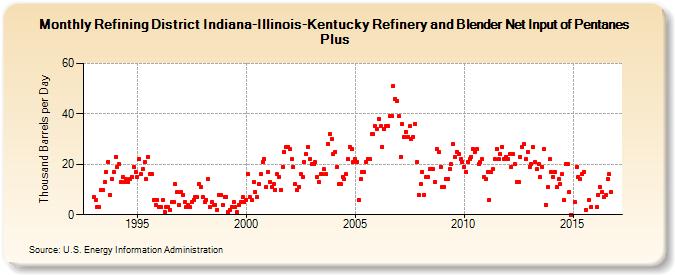 Monthly Refining District Indiana-Illinois-Kentucky Refinery and Blender Net Input of Pentanes
Plus
Thousand Barrels per Day
60
40
20
0
1995
2000
2005
2010
2015
Source: U.S. Energy Information Administration